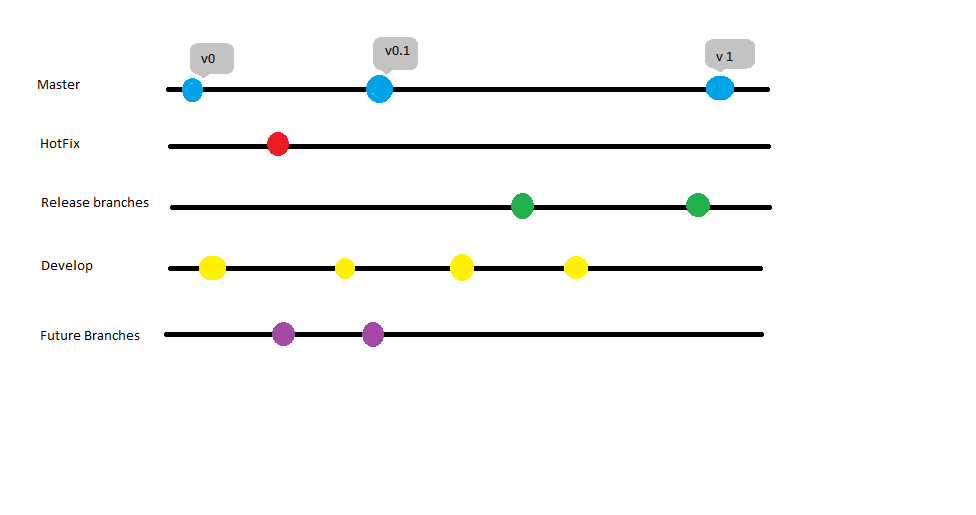 v0
v0.1
v 1
Master
HotFix
Release branches
Develop
Future Branches